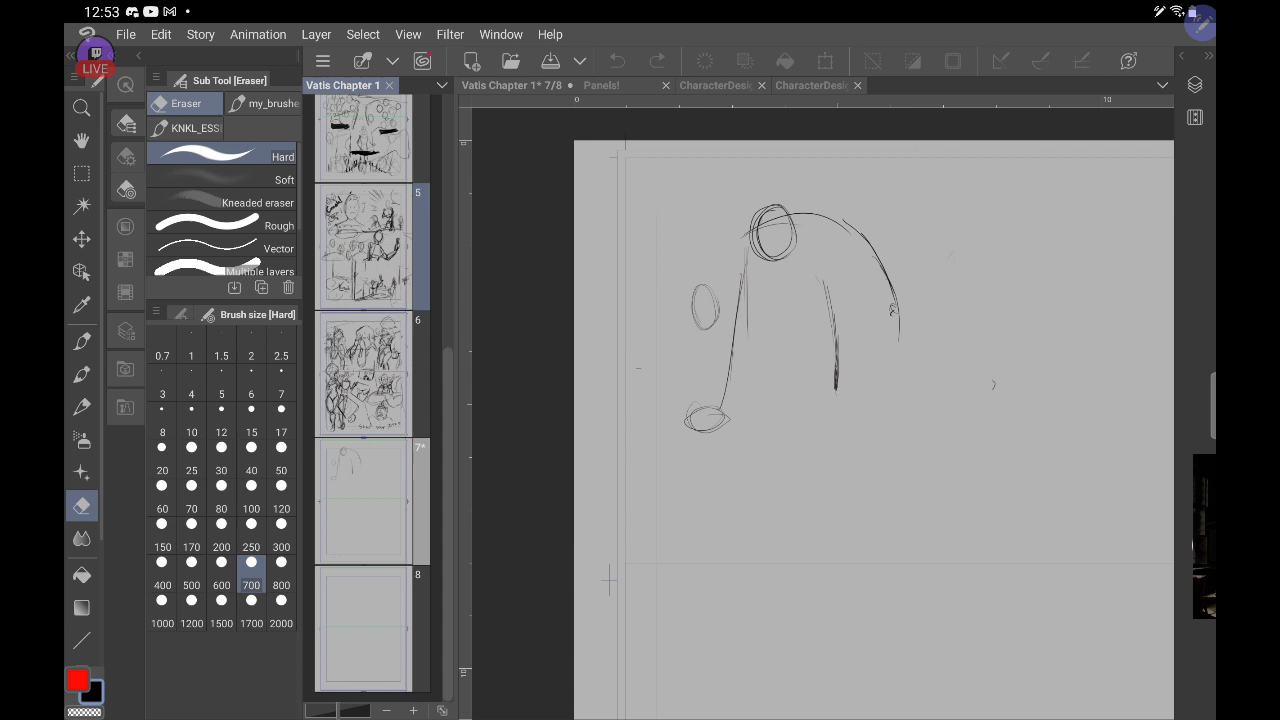 12:53
File Edit Story Animation Layer Select View Filter Window Help
LIVE
Sub Tool [Eraser]
Vatis Chapter 1
Vatis Chapter 1* 7/8
Panels!
CharacterDesig
CharacterDesig
Eraser
my_brushe
KNKL_ESS
Hard
Soft
Kneaded eraser
Rough
Vector
Multiple layers
Brush size [Hard]
0.7 1 1.5 2 2.5
3 4 5 6 7
8 10 12 15 17
20 25 30 40 50
60 70 80 100 120
150 170 200 250 300
400 500 600 700 800
1000 1200 1500 1700 2000
5
6
7*
8
0
10